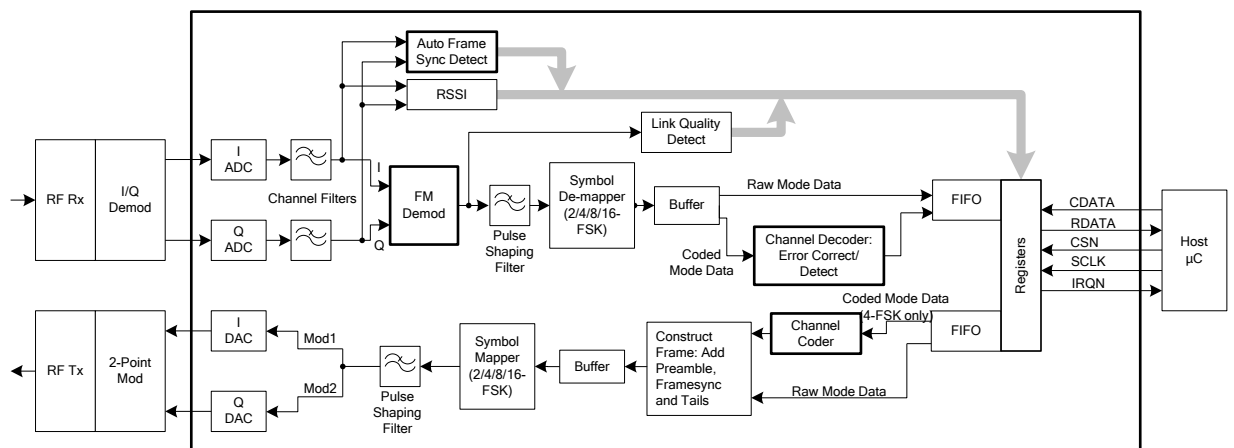 Auto Frame
Sync Detect
RSSI
Link Quality
Detect
RF Rx
I/Q
Demod
I
ADC
Channel Filters
Q
ADC
I
Q
FM
Demod
Pulse
Shaping
Filter
Symbol
De-mapper
(2/4/8/16-
FSK)
Buffer
Raw Mode Data
Coded
Mode Data
Channel Decoder:
Error Correct/
Detect
FIFO
Registers
CDATA
RDATA
CSN
SCLK
IRQN
Host
µC
RF Tx
2-Point
Mod
I
DAC
Q
DAC
Mod1
Mod2
Pulse
Shaping
Filter
Symbol
Mapper
(2/4/8/16-
FSK)
Buffer
Construct
Frame: Add
Preamble,
Framesync
and Tails
Channel
Coder
Coded Mode Data
(4-FSK only)
FIFO
Raw Mode Data